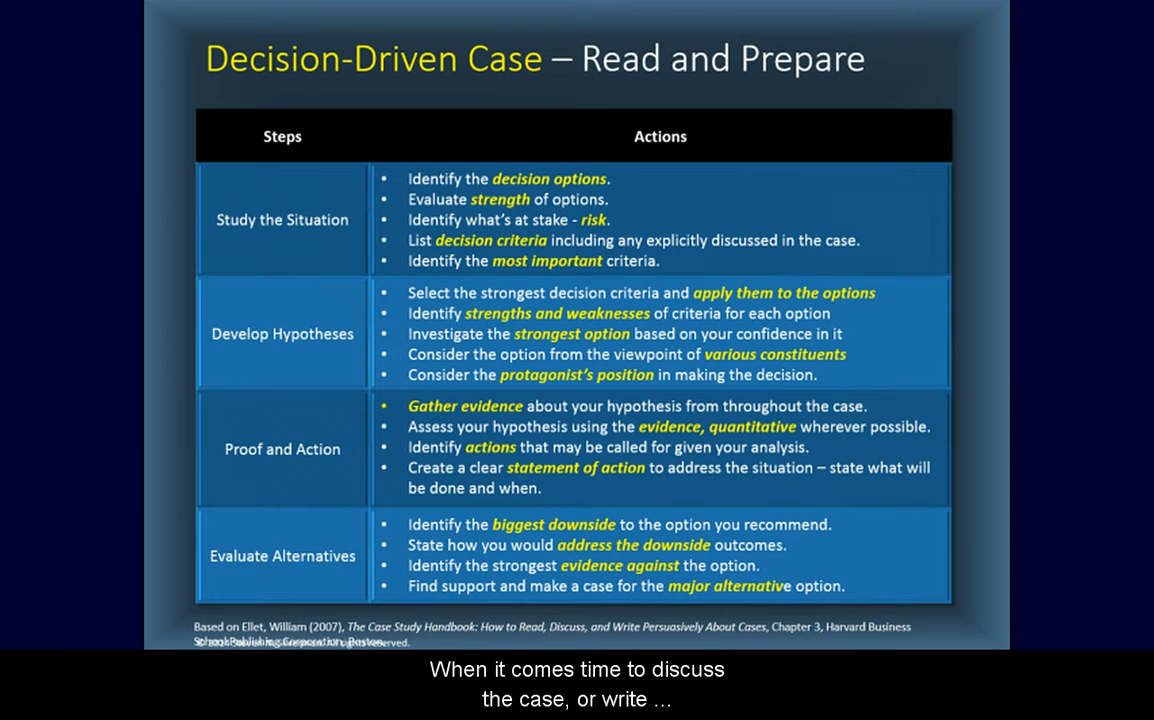 Decision-Driven Case – Read and Prepare
Steps
Actions
Study the Situation
• Identify the decision options.
• Evaluate strength of options.
• Identify what's at stake - risk.
• List decision criteria including any explicitly discussed in the case.
• Identify the most important criteria.
Develop Hypotheses
• Select the strongest decision criteria and apply them to the options
• Identify strengths and weaknesses of criteria for each option
• Investigate the strongest option based on your confidence in it
• Consider the option from the viewpoint of various constituents
• Consider the protagonist's position in making the decision.
Proof and Action
• Gather evidence about your hypothesis from throughout the case.
• Assess your hypothesis using the evidence, quantitative wherever possible.
• Identify actions that may be called for given your analysis.
• Create a clear statement of action to address the situation – state what will
be done and when.
Evaluate Alternatives
• Identify the biggest downside to the option you recommend.
• State how you would address the downside outcomes.
• Identify the strongest evidence against the option.
• Find support and make a case for the major alternative option.
Based on Ellet, William (2007), The Case Study Handbook: How to Read, Discuss, and Write Persuasively About Cases, Chapter 3, Harvard Business
School Publishing Corporation, Boston.
When it comes time to discuss
the case, or write ...